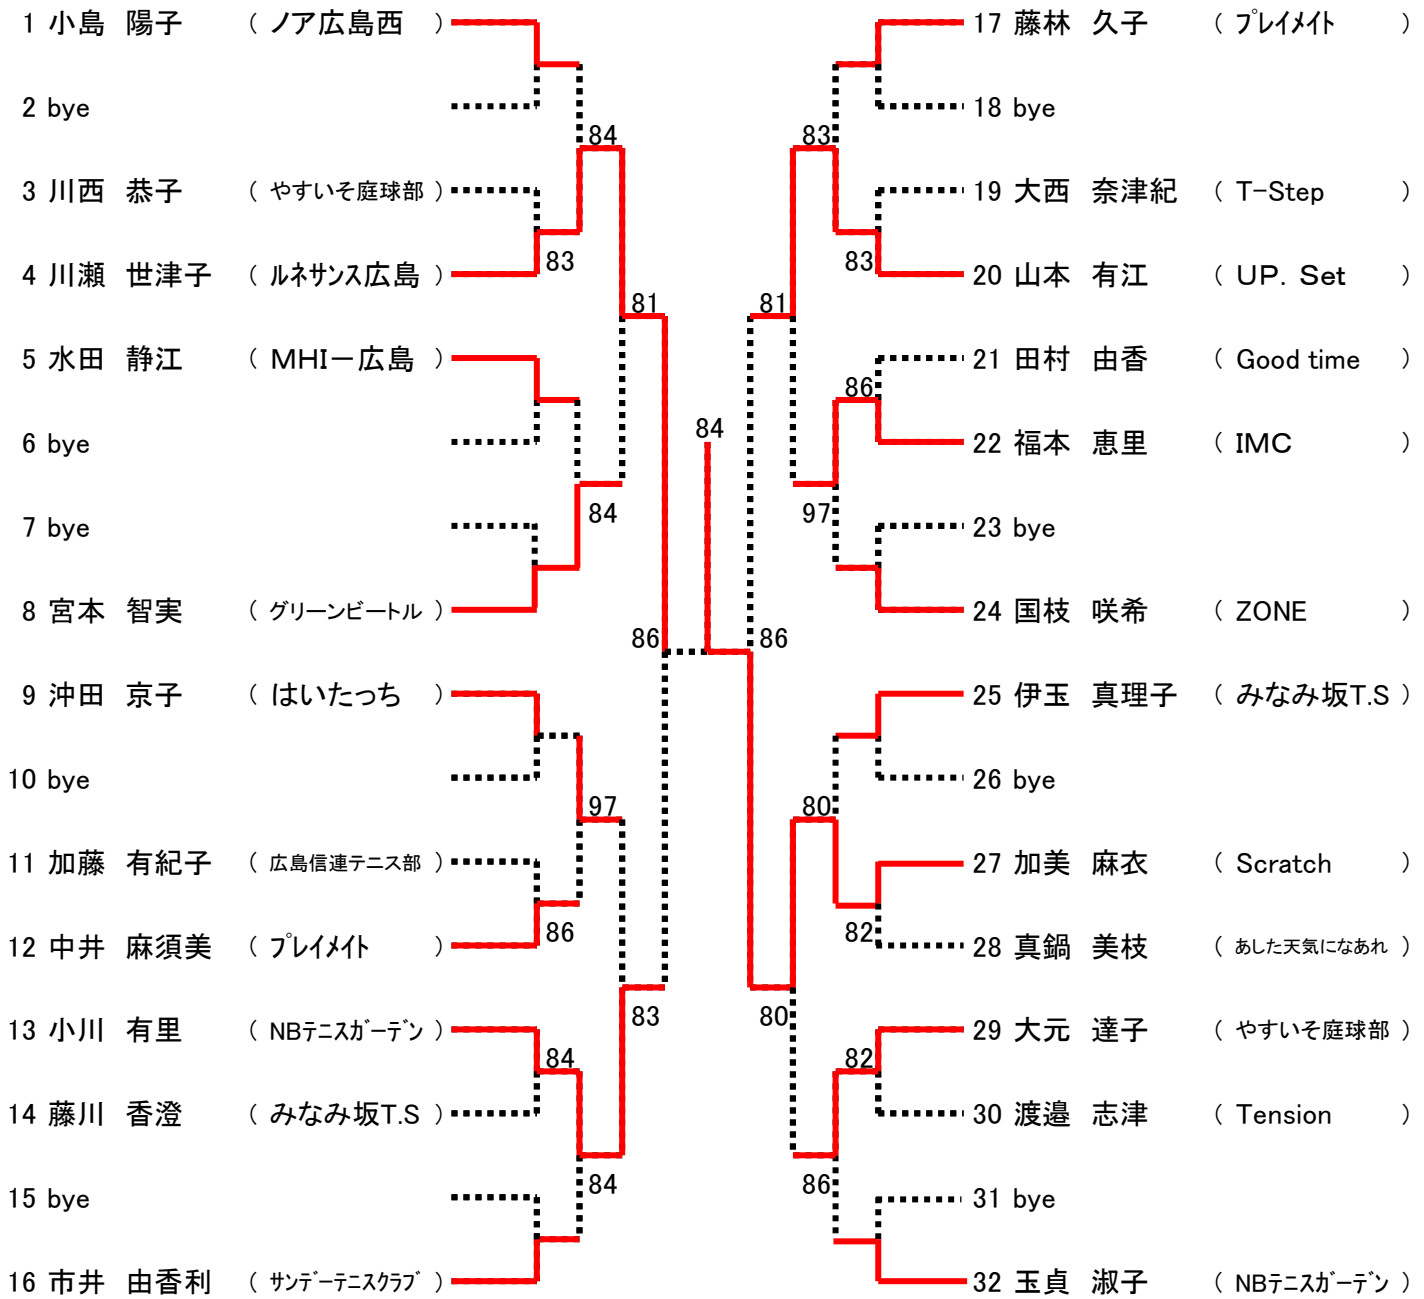 1 小島 陽子 ( ノア広島西 )
2 bye
84
3 川西 恭子 ( やすいそ庭球部 )
83
4 川瀬 世津子 ( ルネサンス広島 )
81
5 水田 静江 ( MHI－広島 )
6 bye
84
7 bye
8 宮本 智実 ( グリーンビートル )
86
9 沖田 京子 ( はいたっち )
10 bye
97
11 加藤 有紀子 ( 広島信連テニス部 )
86
12 中井 麻須美 ( プレイメイト )
83
13 小川 有里 ( NBテニスガーデン )
84
14 藤川 香澄 ( みなみ坂T.S )
84
15 bye
16 市井 由香利 ( サンデーテニスクラブ )
84
17 藤林 久子 ( プレイメイト )
18 bye
83
19 大西 奈津紀 ( T-Step )
83
20 山本 有江 ( UP. Set )
81
21 田村 由香 ( Good time )
86
22 福本 恵里 ( IMC )
97
23 bye
24 国枝 咲希 ( ZONE )
86
25 伊玉 真理子 ( みなみ坂T.S )
26 bye
80
27 加美 麻衣 ( Scratch )
82
28 真鍋 美枝 ( あした天気になあれ )
80
29 大元 達子 ( やすいそ庭球部 )
82
30 渡邉 志津 ( Tension )
86
31 bye
32 玉貞 淑子 ( NBテニスガーデン )